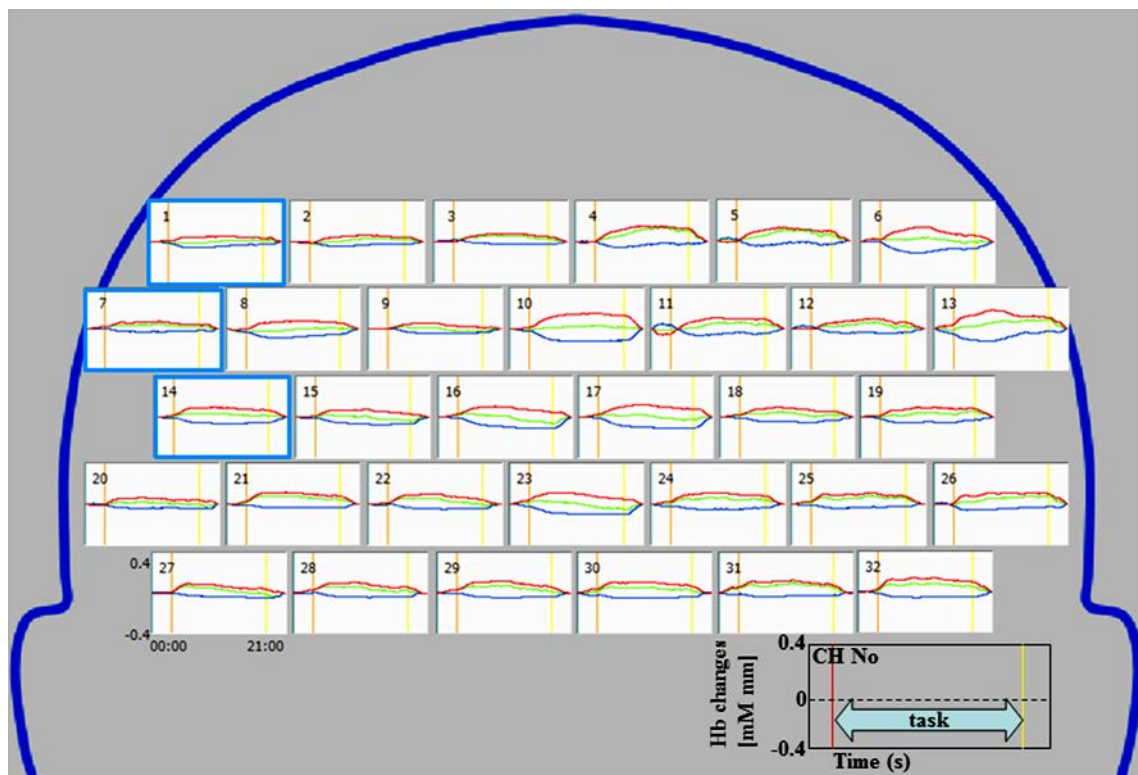 1 2 3 4 5 6
7 8 9 10 11 12 13
14 15 16 17 18 19
20 21 22 23 24 25 26
27 28 29 30 31 32
0.4
-0.4
00:00 21:00
Hb changes
[mM mm]
0.4
0
-0.4
CH No
task
Time (s)